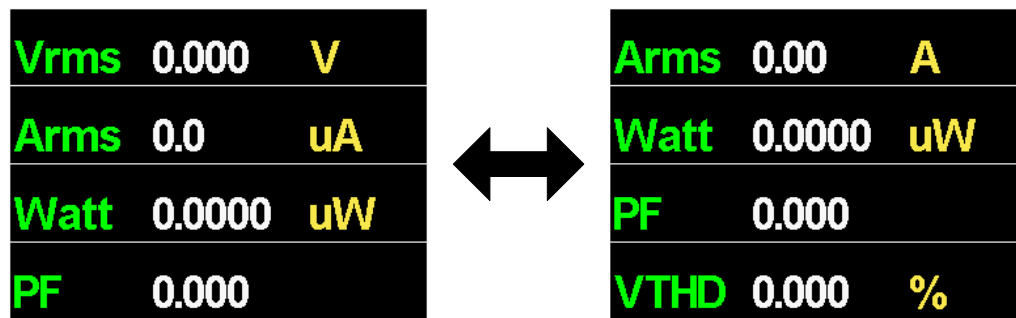 Vrms 0.000 V
Arms 0.0 uA
Watt 0.0000 uW
PF 0.000
Arms 0.00 A
Watt 0.0000 uW
PF 0.000
VTHD 0.000 %